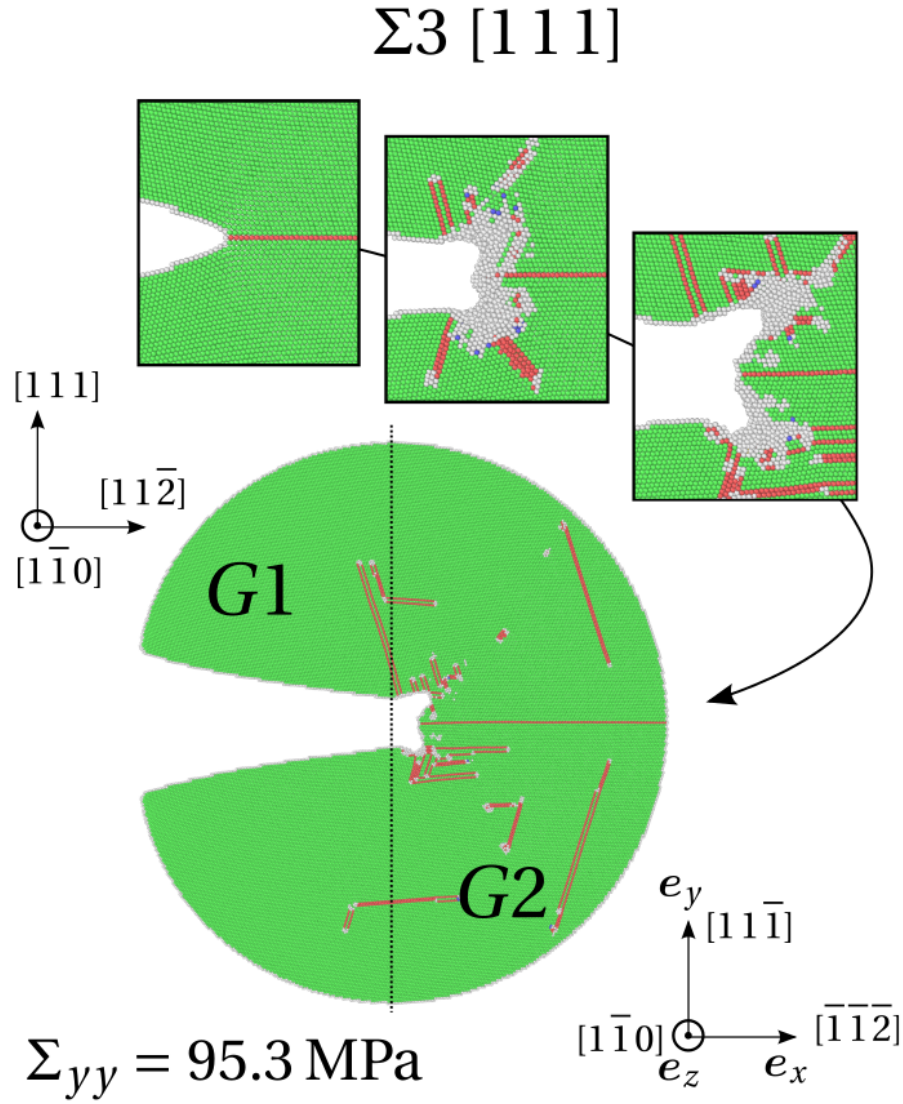 Σ3 [1 1 1]
[1 1 1]
[1 1 2̅]
[1 1̅ 0]
G1
G2
e_y
[1 1 1̅]
[1 1̅ 0]
[1̅ 1̅ 2̅]
e_z
e_x
Σ_yy = 95.3 MPa